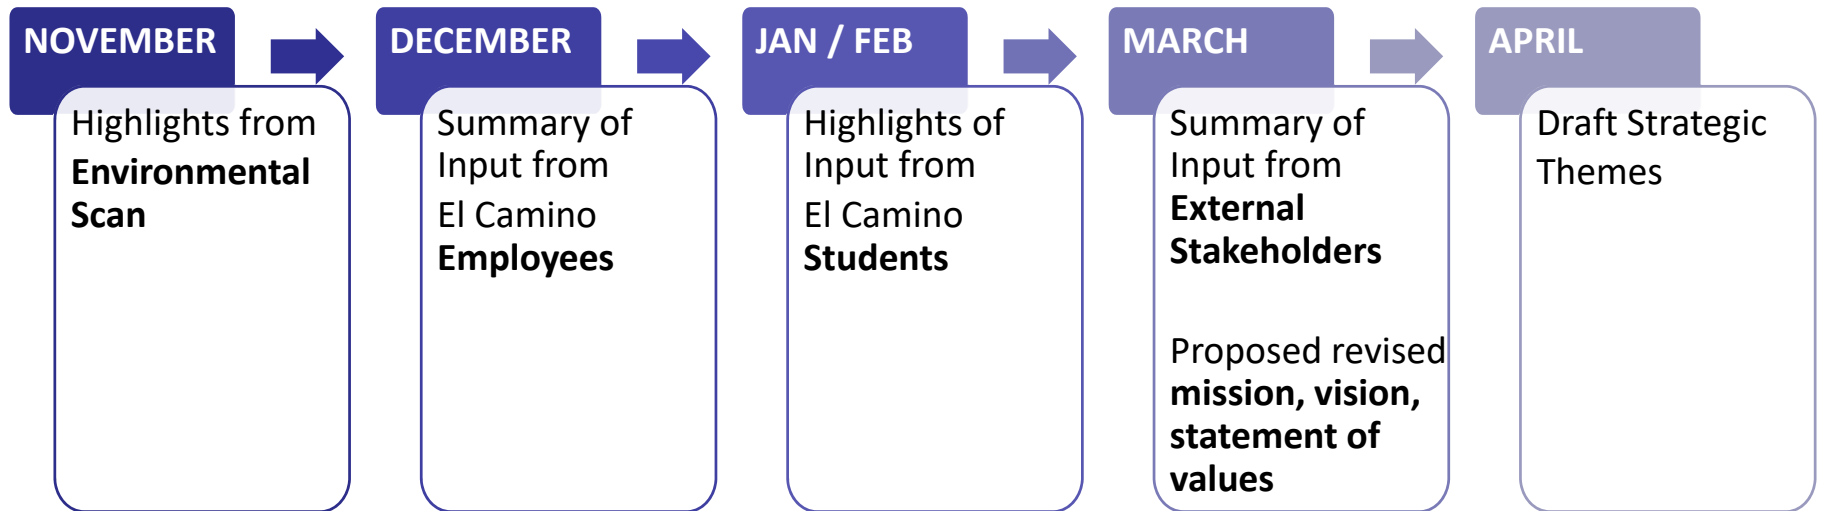 NOVEMBER
Highlights from
Environmental
Scan
DECEMBER
Summary of
Input from
El Camino
Employees
JAN / FEB
Highlights of
Input from
El Camino
Students
MARCH
Summary of
Input from
External
Stakeholders
Proposed revised
mission, vision,
statement of
values
APRIL
Draft Strategic
Themes